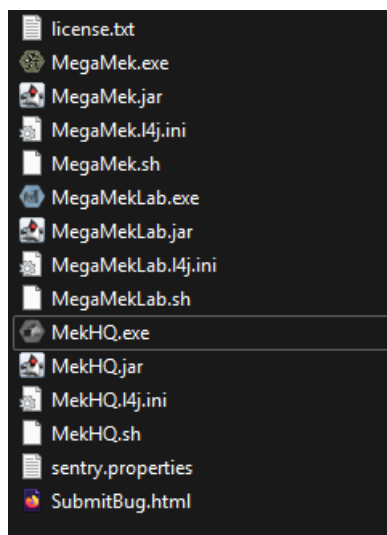 license.txt
MegaMek.exe
MegaMek.jar
MegaMek.l4j.ini
MegaMek.sh
MegaMekLab.exe
MegaMekLab.jar
MegaMekLab.l4j.ini
MegaMekLab.sh
MekHQ.exe
MekHQ.jar
MekHQ.l4j.ini
MekHQ.sh
sentry.properties
SubmitBug.html